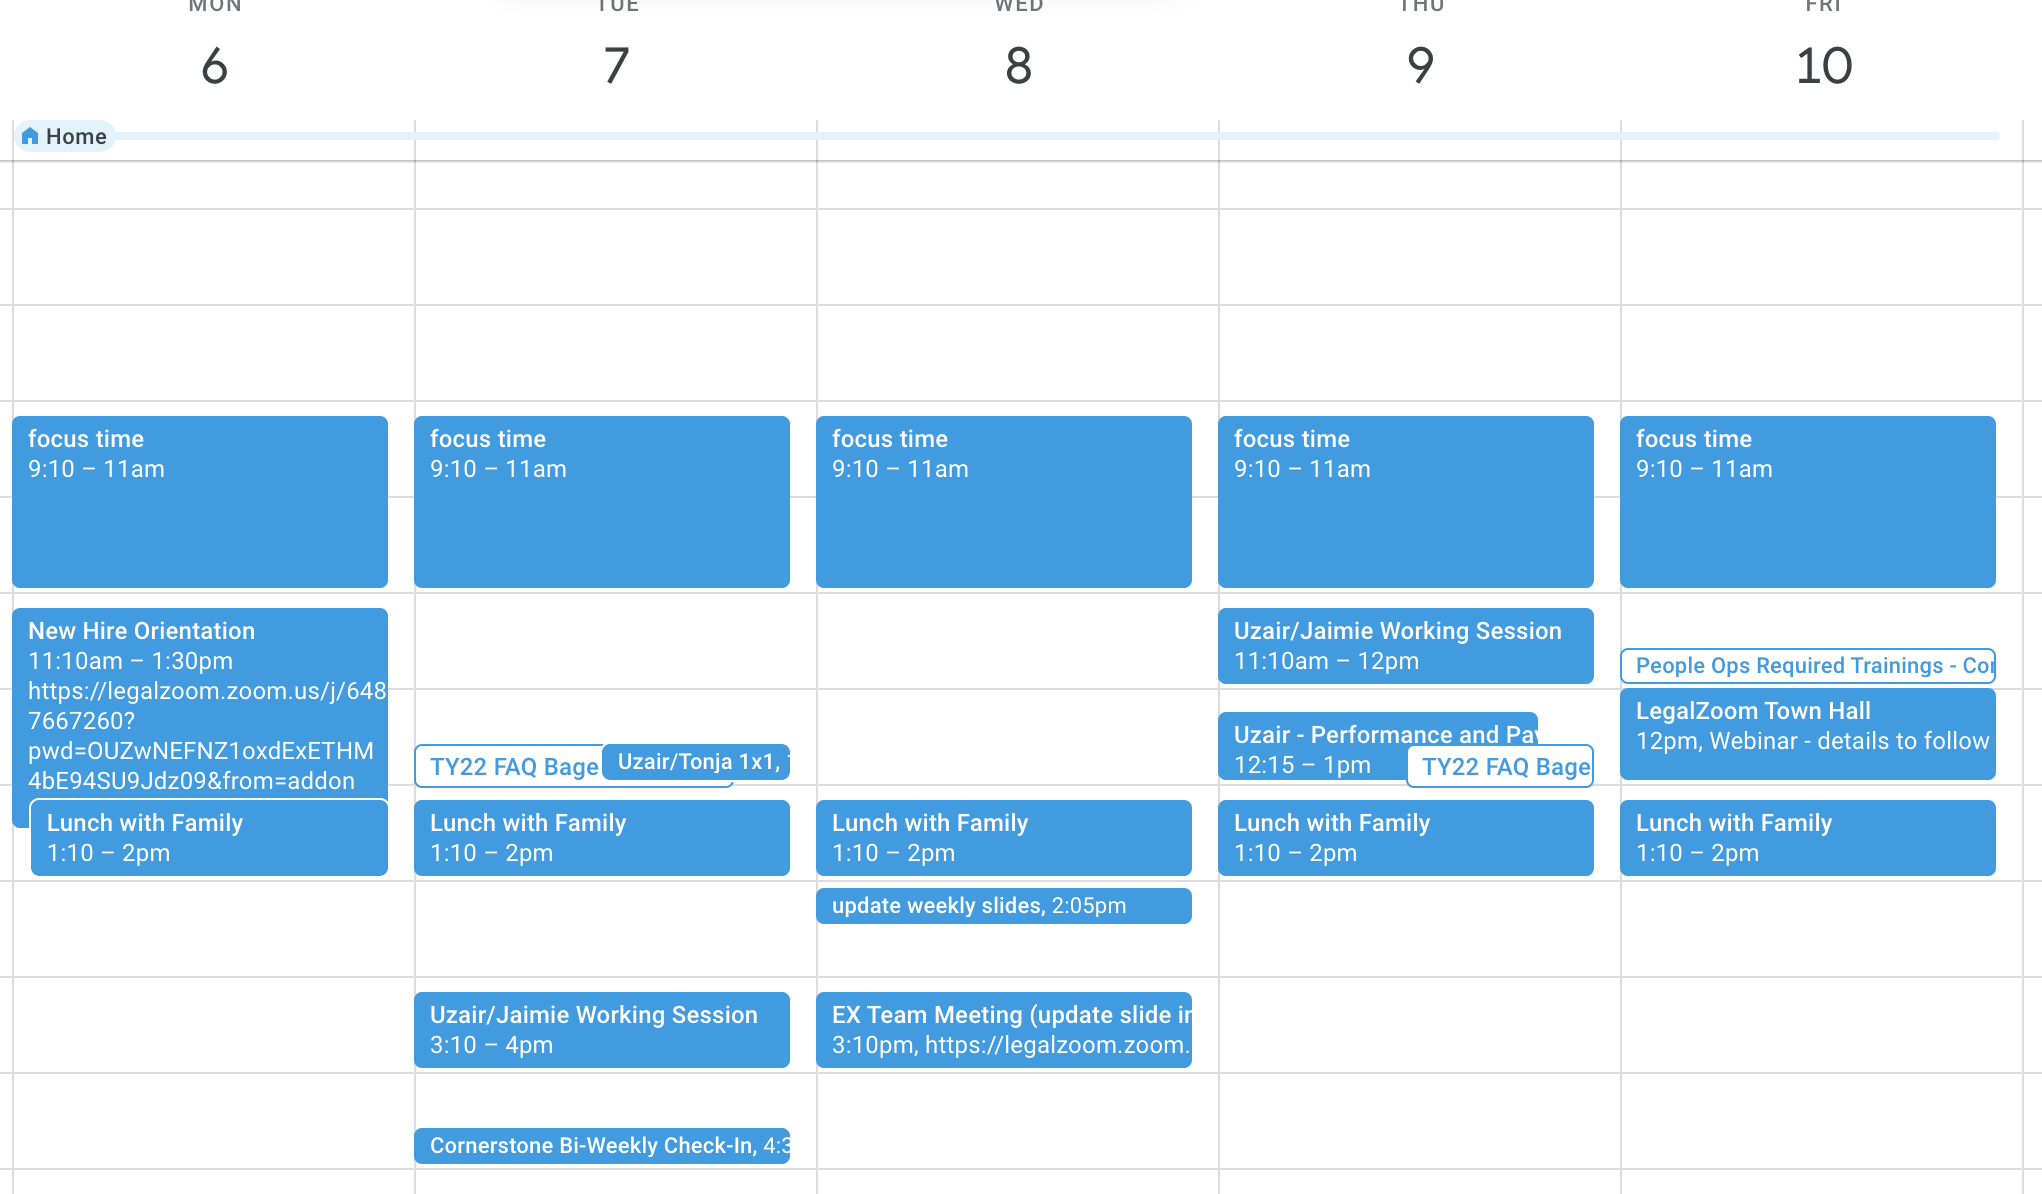 MON
TUE
WED
THU
FRI
6
7
8
9
10
Home
focus time
9:10 – 11am
New Hire Orientation
11:10am – 1:30pm
https://legalzoom.zoom.us/j/648
7667260?
pwd=OUZwNEFNZ1oxdExETHM
4bE94SU9Jdz09&from=addon
Lunch with Family
1:10 – 2pm
focus time
9:10 – 11am
TY22 FAQ Bage
Uzair/Tonja 1x1,
Lunch with Family
1:10 – 2pm
Uzair/Jaimie Working Session
3:10 – 4pm
Cornerstone Bi-Weekly Check-In, 4:3
focus time
9:10 – 11am
Lunch with Family
1:10 – 2pm
update weekly slides, 2:05pm
EX Team Meeting (update slide in
3:10pm, https://legalzoom.zoom.
focus time
9:10 – 11am
Uzair/Jaimie Working Session
11:10am – 12pm
Uzair - Performance and Pay
12:15 – 1pm
TY22 FAQ Bage
Lunch with Family
1:10 – 2pm
focus time
9:10 – 11am
People Ops Required Trainings - Cor
LegalZoom Town Hall
12pm, Webinar - details to follow
Lunch with Family
1:10 – 2pm